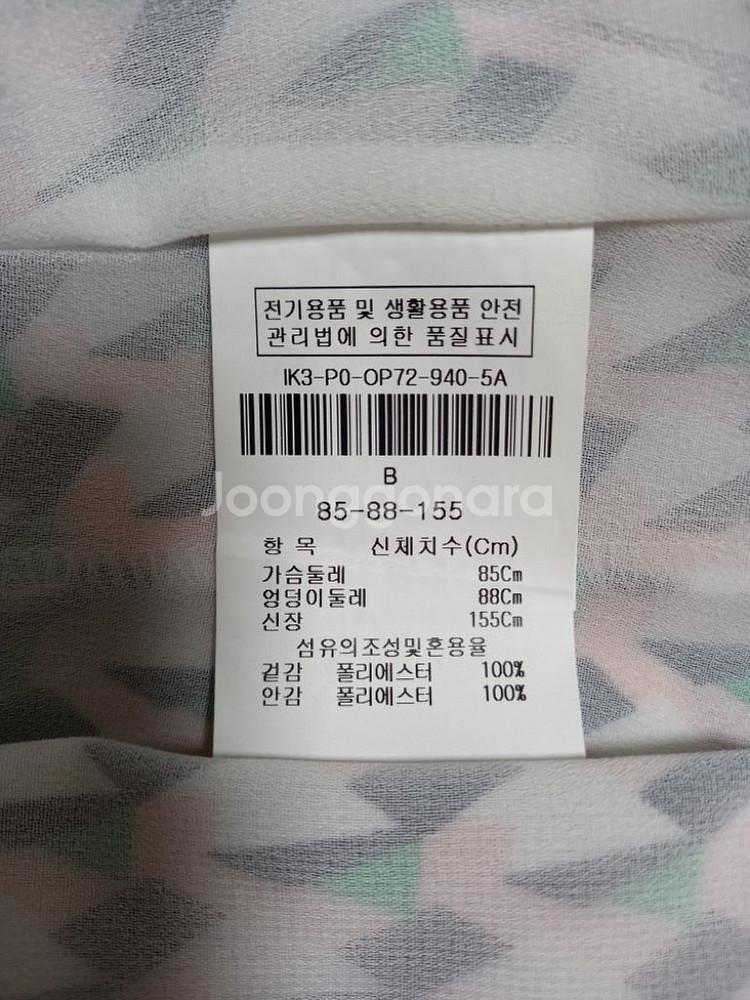 전기용품 및 생활용품 안전
관리법에 의한 품질표시
IK3-P0-OP72-940-5A
B
Joonggonara
85-88-155
항 목 신체치수(Cm)
가슴둘레 85Cm
엉덩이둘레 88Cm
신장 155Cm
섬유의조성및혼용율
겉감 폴리에스터 100%
안감 폴리에스터 100%